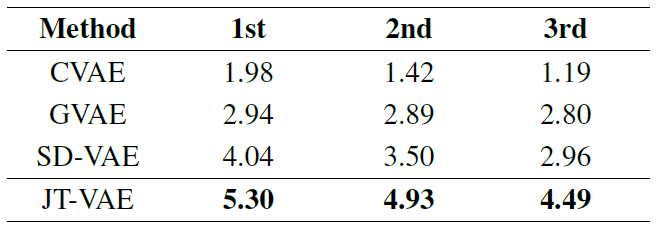 Method 1st 2nd 3rd
CVAE 1.98 1.42 1.19
GVAE 2.94 2.89 2.80
SD-VAE 4.04 3.50 2.96
JT-VAE 5.30 4.93 4.49